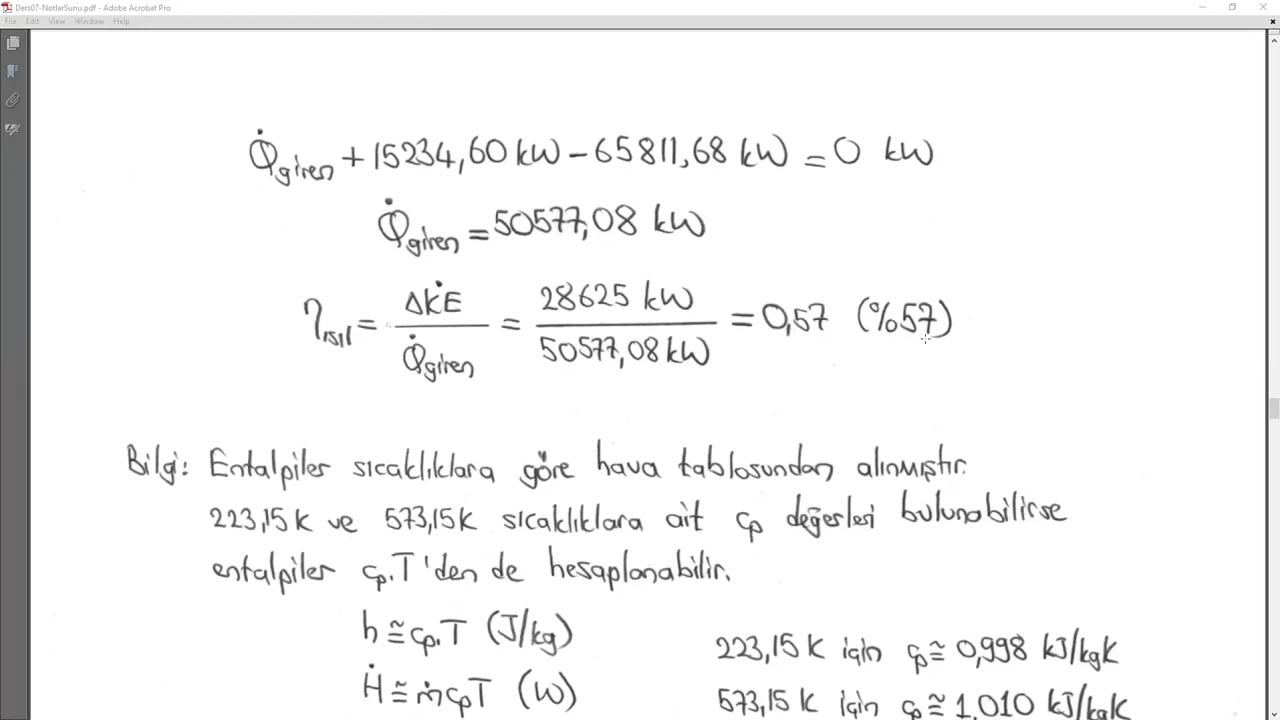 Ders07-NotlarSunu.pdf - Adobe Acrobat Pro
File Edit View Window Help
Q̇giren + 15234,60 kW - 65811,68 kW = 0 kW
Q̇giren = 50577,08 kW
ηısıl = ΔK̇E / Q̇giren = 28625 kW / 50577,08 kW = 0,57 (%57)
Bilgi: Entalpiler sıcaklıklara göre hava tablosundan alınmıştır.
223,15 K ve 573,15 K sıcaklıklara ait cp değerleri bulunabilirse
entalpiler cp.T'den de hesaplanabilir.
h ≅ cp.T (J/kg)
223,15 K için cp ≅ 0,998 kJ/kgK
Ḣ ≅ ṁcpT (W)
573,15 K için cp ≅ 1,010 kJ/kgK